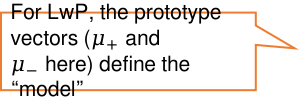 For LwP, the prototype
vectors (μ₊ and
μ₋ here) define the
“model”